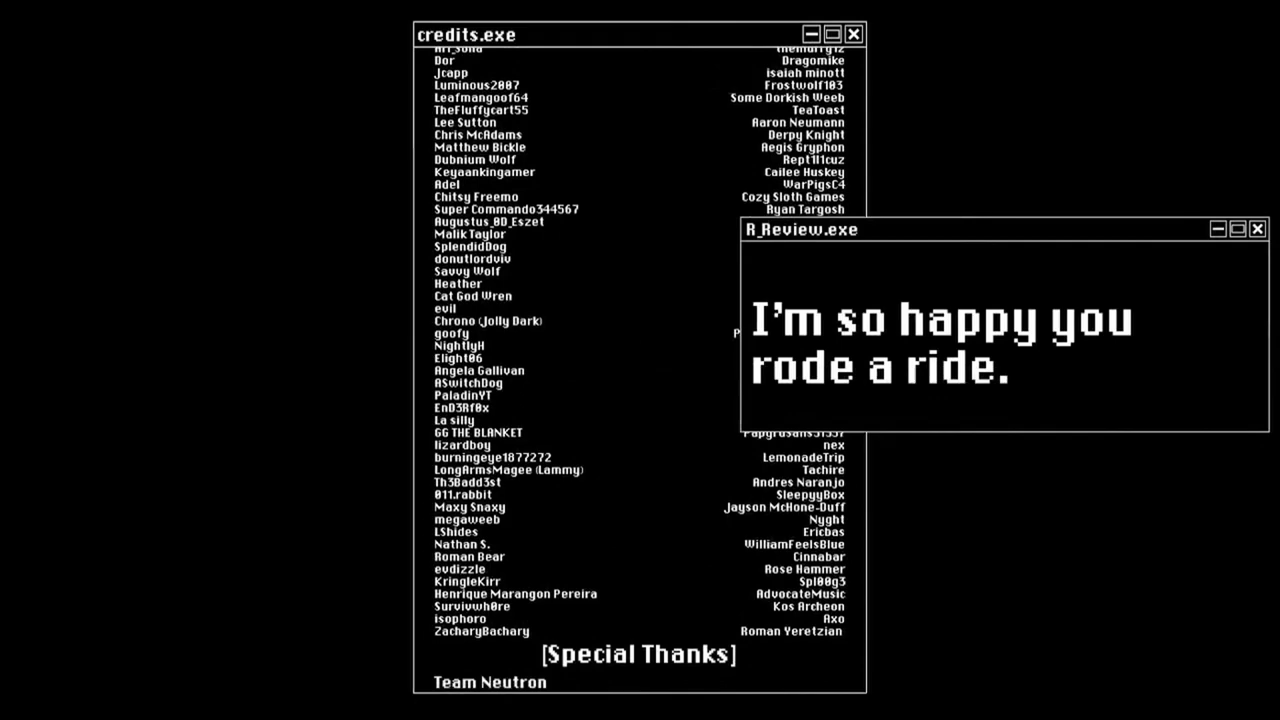 credits.exe
Dor Dragomike
Jcapp isaiah minott
Luminous2007 Frostwolf103
Leafmangoof64 Some Dorkish Weeb
TheFluffycart55 TeaToast
Lee Sutton Aaron Neumann
Chris McAdams Derpy Knight
Matthew Bickle Aegis Gryphon
Dubnium Wolf Rept1l1cuz
Keyaankingamer Cailee Huskey
Adel WarPigsC4
Chitsy Freemo Cozy Sloth Games
Super Commando344567 Ryan Targosh
Augustus_0D_Eszet
Malik Taylor
SplendidDog
donutlordviv
Savvy Wolf
Heather
Cat God Wren
evil
Chrono (Jolly Dark)
goofy P
NightlyH
Elight06
Angela Gallivan
ASwitchDog
PaladinYT
EnD3Rf0x
La silly
GG THE BLANKET
lizardboy nex
burningeye1877272 LemonadeTrip
LongArmsMagee (Lammy) Tachire
Th3Badd3st Andres Naranjo
011.rabbit SleepyyBox
Maxy Snaxy Jayson McHone-Duff
megaweeb Nyght
LShides Ericbas
Nathan S. WilliamFeelsBlue
Roman Bear Cinnabar
evdizzle Rose Hammer
KringleKirr Spl00g3
Henrique Marangon Pereira AdvocateMusic
Survivwh0re Kos Archeon
isophoro Axo
ZacharyBachary Roman Yeretzian
[Special Thanks]
Team Neutron
R_Review.exe
I'm so happy you
rode a ride.